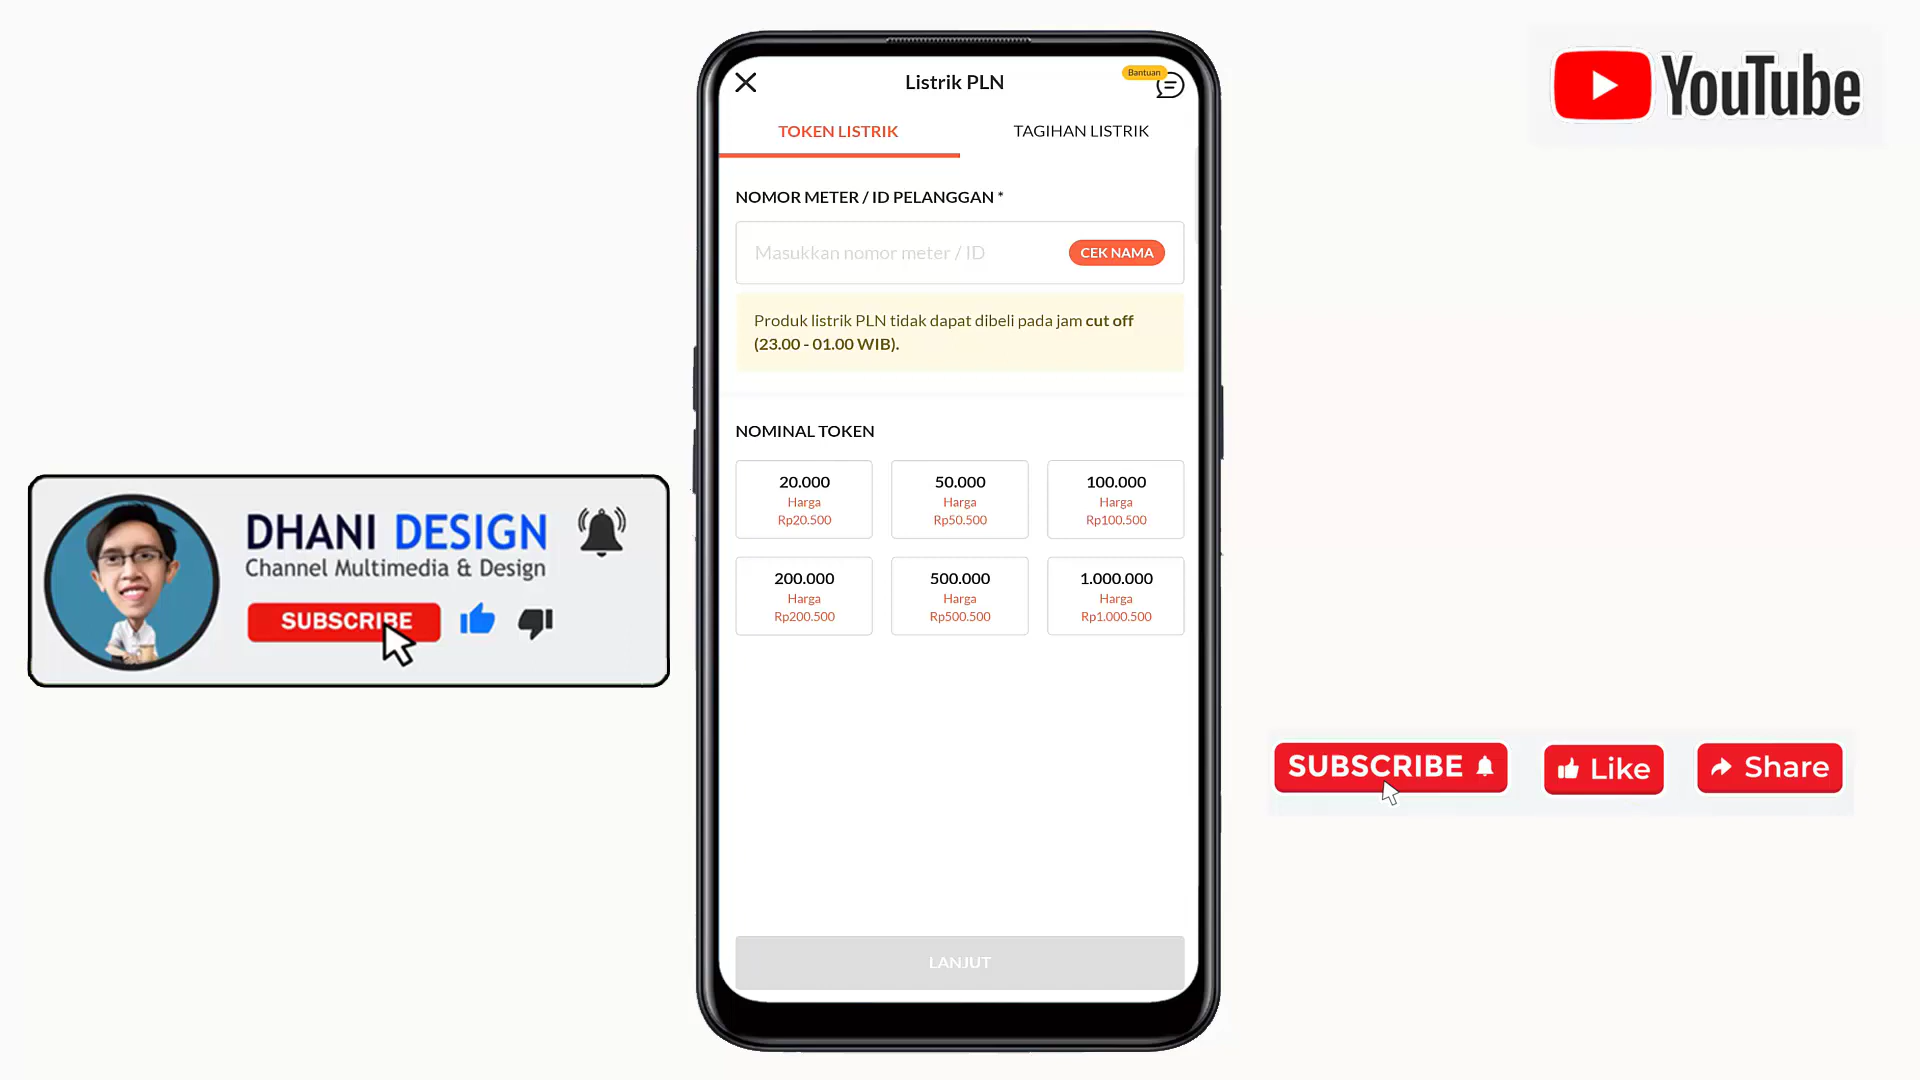 YouTube
Listrik PLN
Bantuan
TOKEN LISTRIK
TAGIHAN LISTRIK
NOMOR METER / ID PELANGGAN *
Masukkan nomor meter / ID
CEK NAMA
Produk listrik PLN tidak dapat dibeli pada jam cut off
(23.00 - 01.00 WIB).
NOMINAL TOKEN
20.000
Harga
Rp20.500
50.000
Harga
Rp50.500
100.000
Harga
Rp100.500
200.000
Harga
Rp200.500
500.000
Harga
Rp500.500
1.000.000
Harga
Rp1.000.500
LANJUT
DHANI DESIGN
Channel Multimedia & Design
SUBSCRIBE
SUBSCRIBE
Like
Share